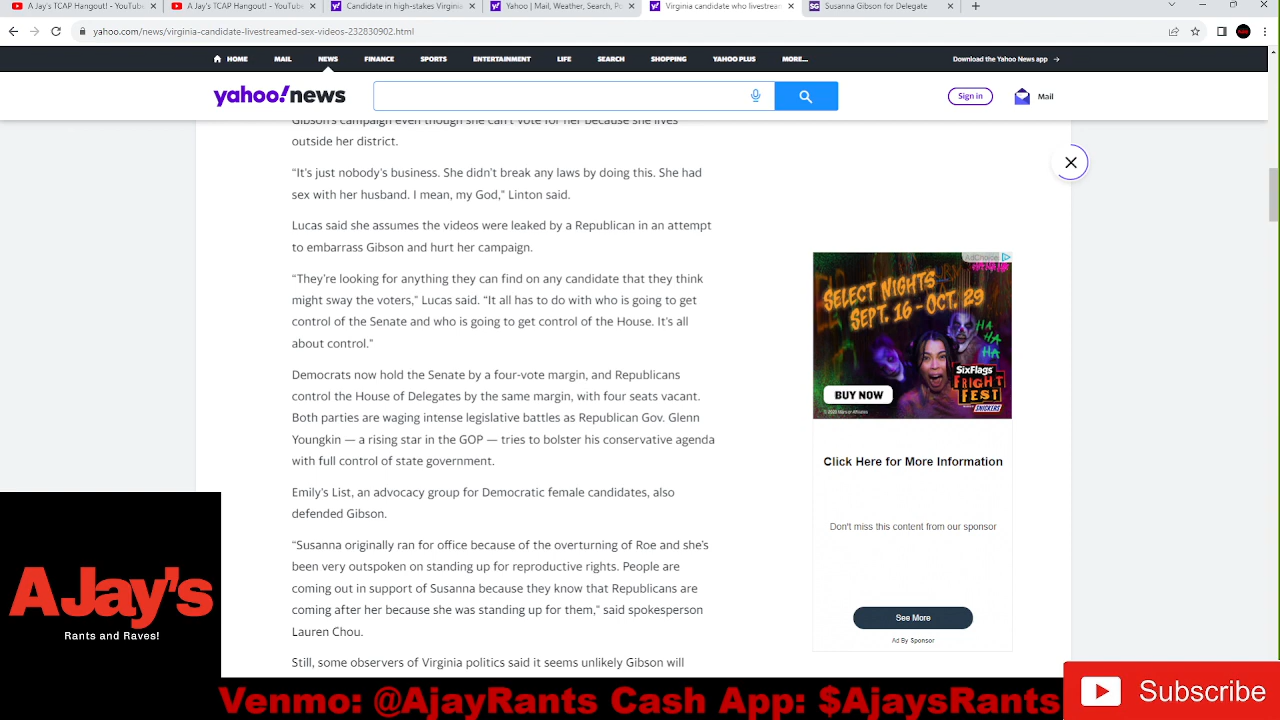 A Jay's TCAP Hangout! - YouTub
A Jay's TCAP Hangout! - YouTub
Candidate in high-stakes Virginia
Yahoo | Mail, Weather, Search, Po
Virginia candidate who livestrean
Susanna Gibson for Delegate
yahoo.com/news/virginia-candidate-livestreamed-sex-videos-232830902.html
HOME MAIL NEWS FINANCE SPORTS ENTERTAINMENT LIFE SEARCH SHOPPING YAHOO PLUS MORE... Download the Yahoo News app →
yahoo!news
Sign in
Mail
Gibson's campaign even though she can't vote for her because she lives
outside her district.
“It's just nobody's business. She didn't break any laws by doing this. She had
sex with her husband. I mean, my God,” Linton said.
Lucas said she assumes the videos were leaked by a Republican in an attempt
to embarrass Gibson and hurt her campaign.
“They're looking for anything they can find on any candidate that they think
might sway the voters,” Lucas said. “It all has to do with who is going to get
control of the Senate and who is going to get control of the House. It's all
about control.”
Democrats now hold the Senate by a four-vote margin, and Republicans
control the House of Delegates by the same margin, with four seats vacant.
Both parties are waging intense legislative battles as Republican Gov. Glenn
Youngkin — a rising star in the GOP — tries to bolster his conservative agenda
with full control of state government.
Emily's List, an advocacy group for Democratic female candidates, also
defended Gibson.
“Susanna originally ran for office because of the overturning of Roe and she's
been very outspoken on standing up for reproductive rights. People are
coming out in support of Susanna because they know that Republicans are
coming after her because she was standing up for them,” said spokesperson
Lauren Chou.
Still, some observers of Virginia politics said it seems unlikely Gibson will
AdChoices
SELECT NIGHTS
SEPT. 16 - OCT. 29
HA
HA
HA
BUY NOW
SixFlags
FRIGHT
FEST
SNICKERS
Click Here for More Information
Don't miss this content from our sponsor
See More
Ad By Sponsor
A Jay's
Rants and Raves!
Venmo: @AjayRants Cash App: $AjaysRants
Subscribe